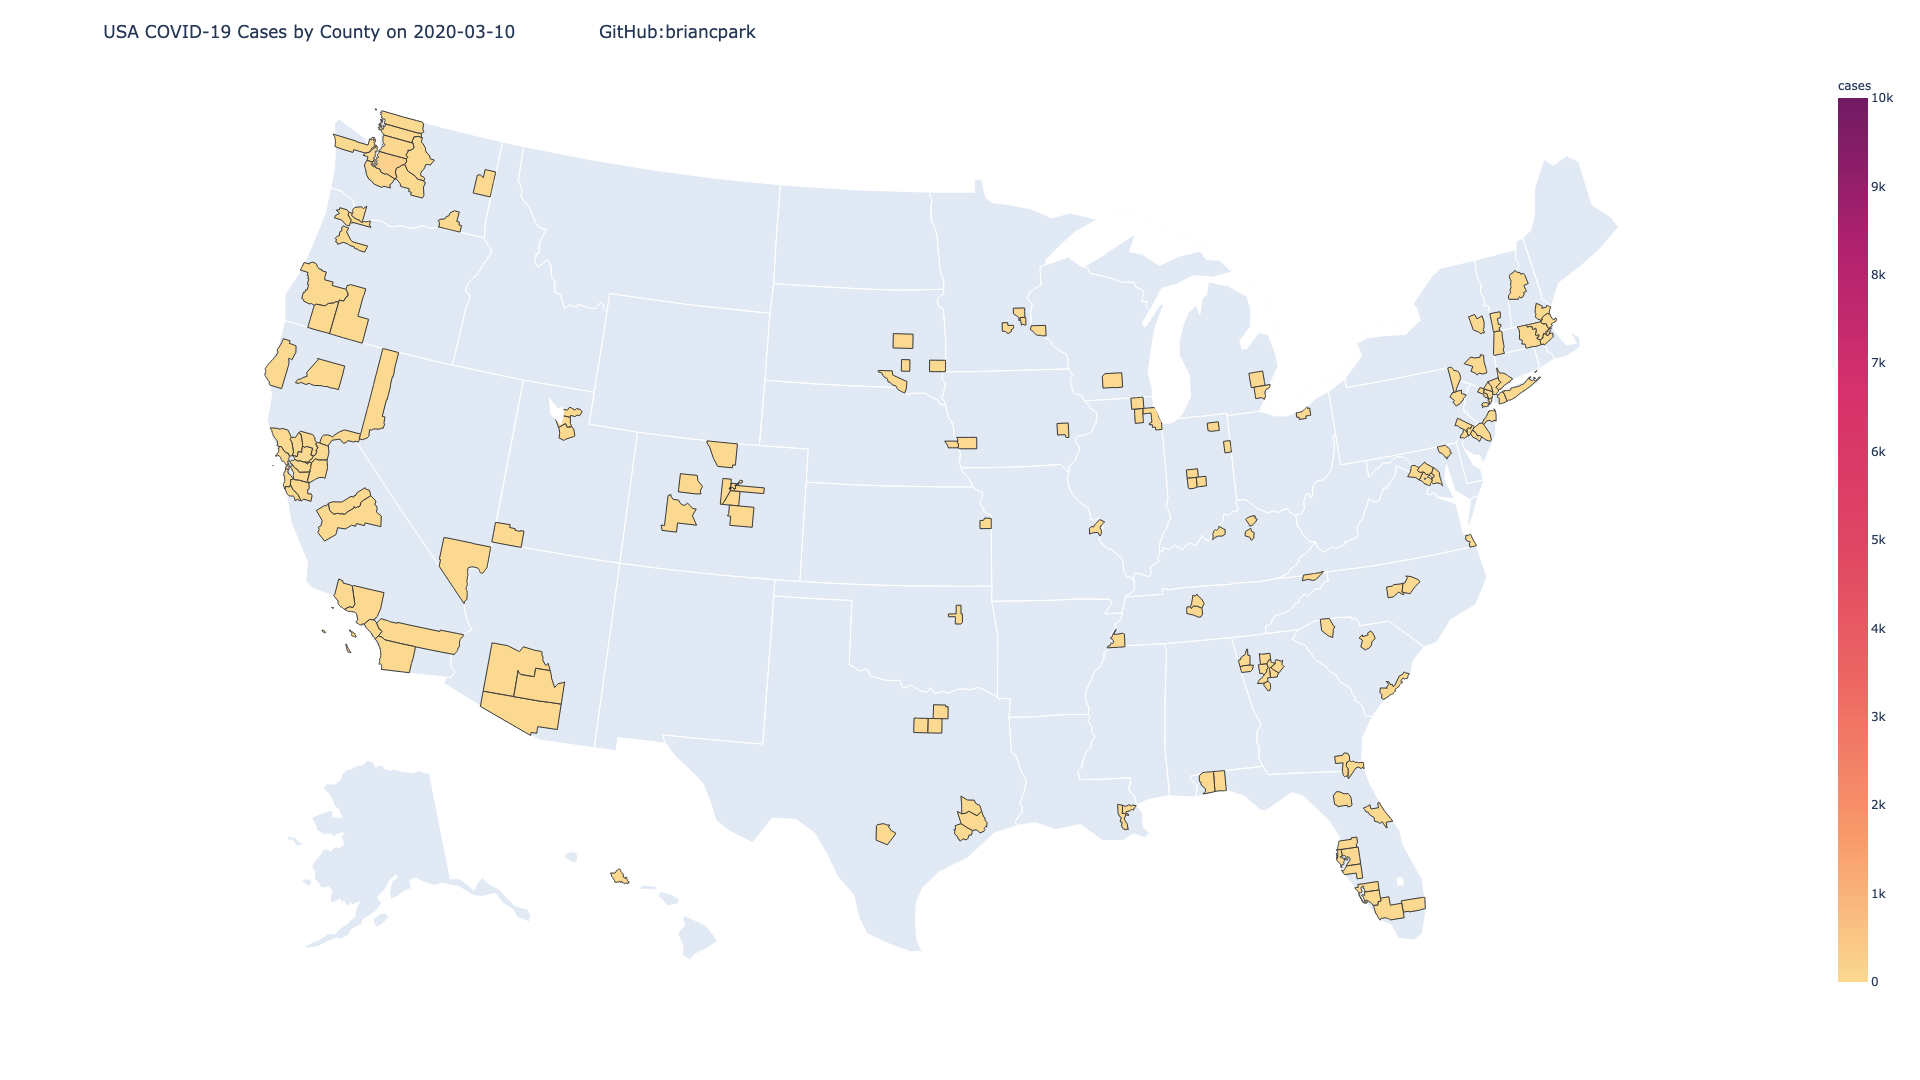 USA COVID-19 Cases by County on 2020-03-10 GitHub:briancpark
cases
10k
9k
8k
7k
6k
5k
4k
3k
2k
1k
0